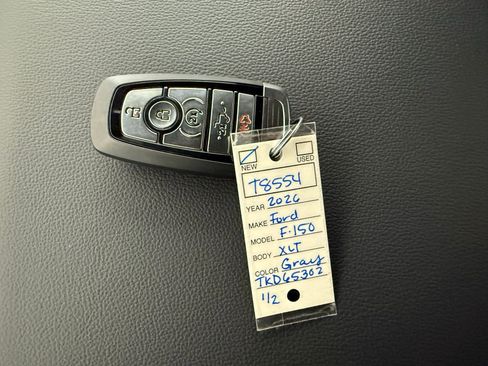 NEW USED
T8554
YEAR 2026
MAKE Ford
MODEL F-150
BODY XLT
COLOR Gray
TKD65302
1/2